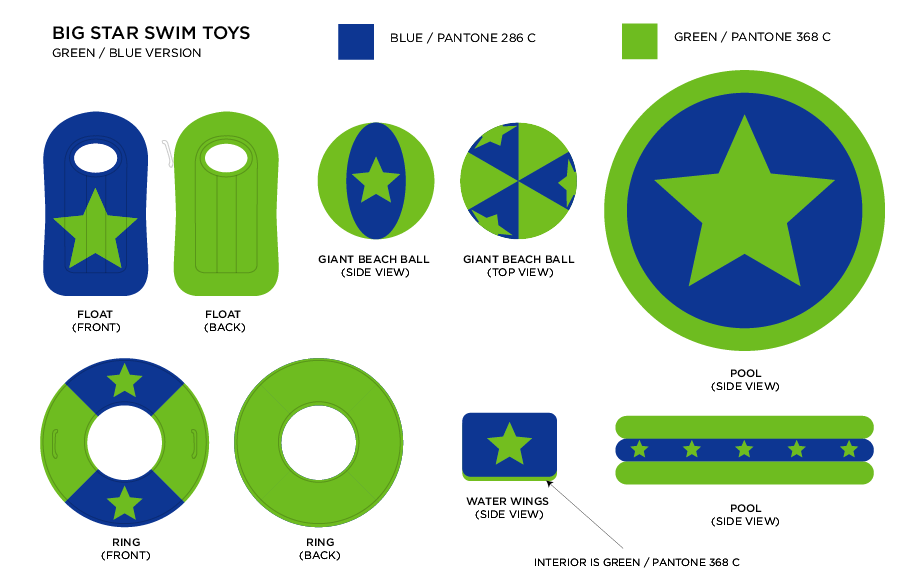 BIG STAR SWIM TOYS
GREEN / BLUE VERSION
BLUE / PANTONE 286 C
GREEN / PANTONE 368 C
FLOAT
(FRONT)
FLOAT
(BACK)
GIANT BEACH BALL
(SIDE VIEW)
GIANT BEACH BALL
(TOP VIEW)
POOL
(SIDE VIEW)
RING
(FRONT)
RING
(BACK)
WATER WINGS
(SIDE VIEW)
POOL
(SIDE VIEW)
INTERIOR IS GREEN / PANTONE 368 C